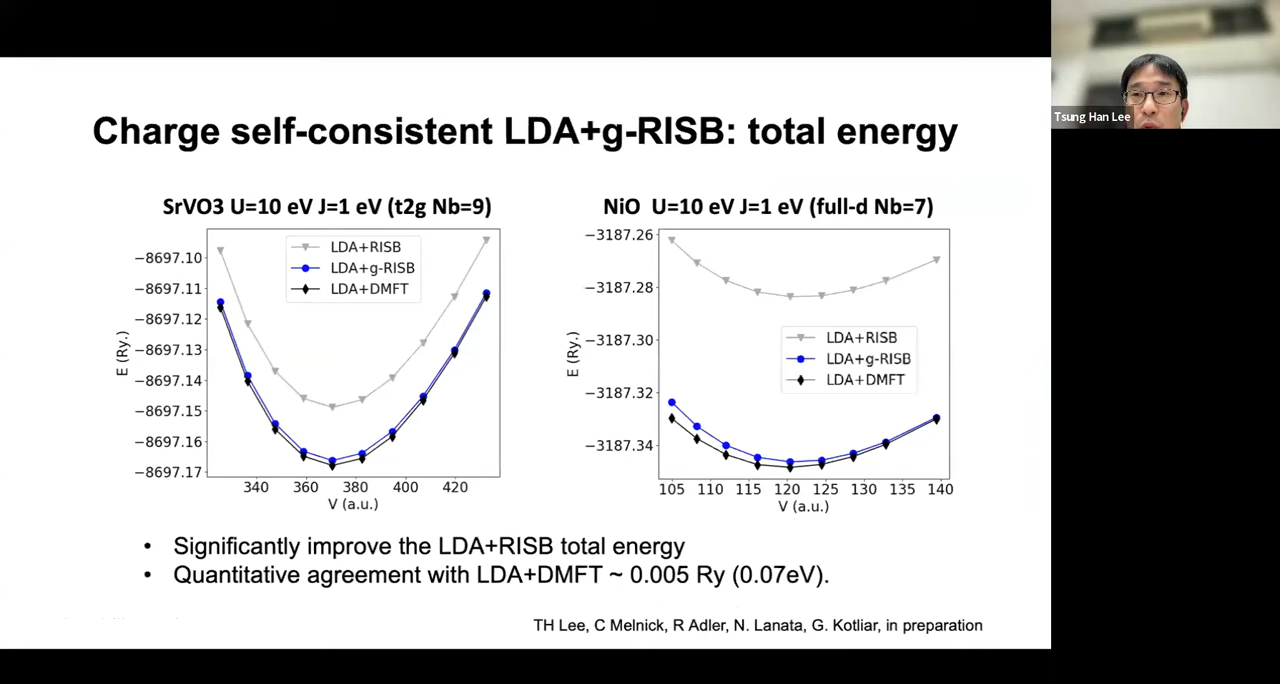 Tsung Han Lee
Charge self-consistent LDA+g-RISB: total energy
SrVO3 U=10 eV J=1 eV (t2g Nb=9)
LDA+RISB
LDA+g-RISB
LDA+DMFT
−8697.10
−8697.11
−8697.12
−8697.13
−8697.14
−8697.15
−8697.16
−8697.17
E (Ry.)
340 360 380 400 420
V (a.u.)
NiO U=10 eV J=1 eV (full-d Nb=7)
−3187.26
−3187.28
−3187.30
−3187.32
−3187.34
E (Ry.)
LDA+RISB
LDA+g-RISB
LDA+DMFT
105 110 115 120 125 130 135 140
V (a.u.)
• Significantly improve the LDA+RISB total energy
• Quantitative agreement with LDA+DMFT ~ 0.005 Ry (0.07eV).
TH Lee, C Melnick, R Adler, N. Lanata, G. Kotliar, in preparation